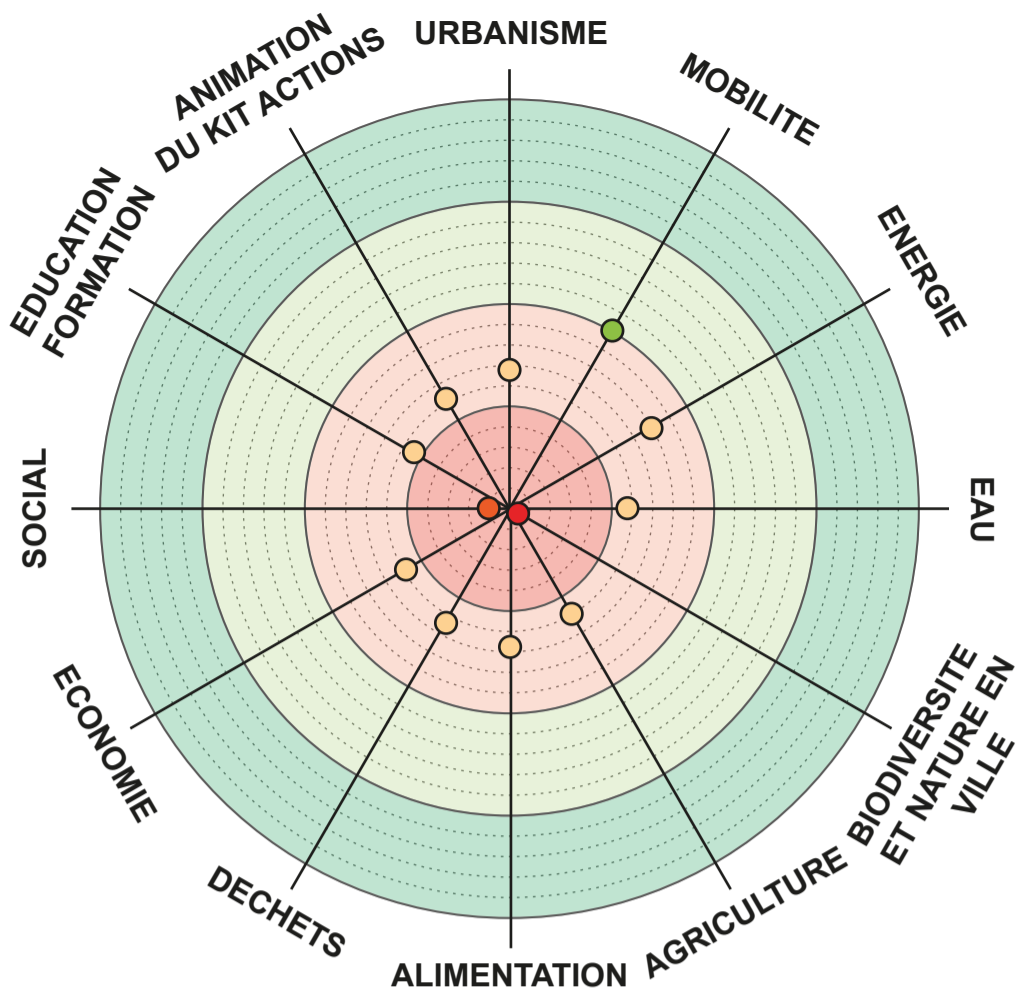 URBANISME
MOBILITE
ENERGIE
EAU
BIODIVERSITE
ET NATURE EN
VILLE
AGRICULTURE
ALIMENTATION
DECHETS
ECONOMIE
SOCIAL
EDUCATION
FORMATION
ANIMATION
DU KIT ACTIONS